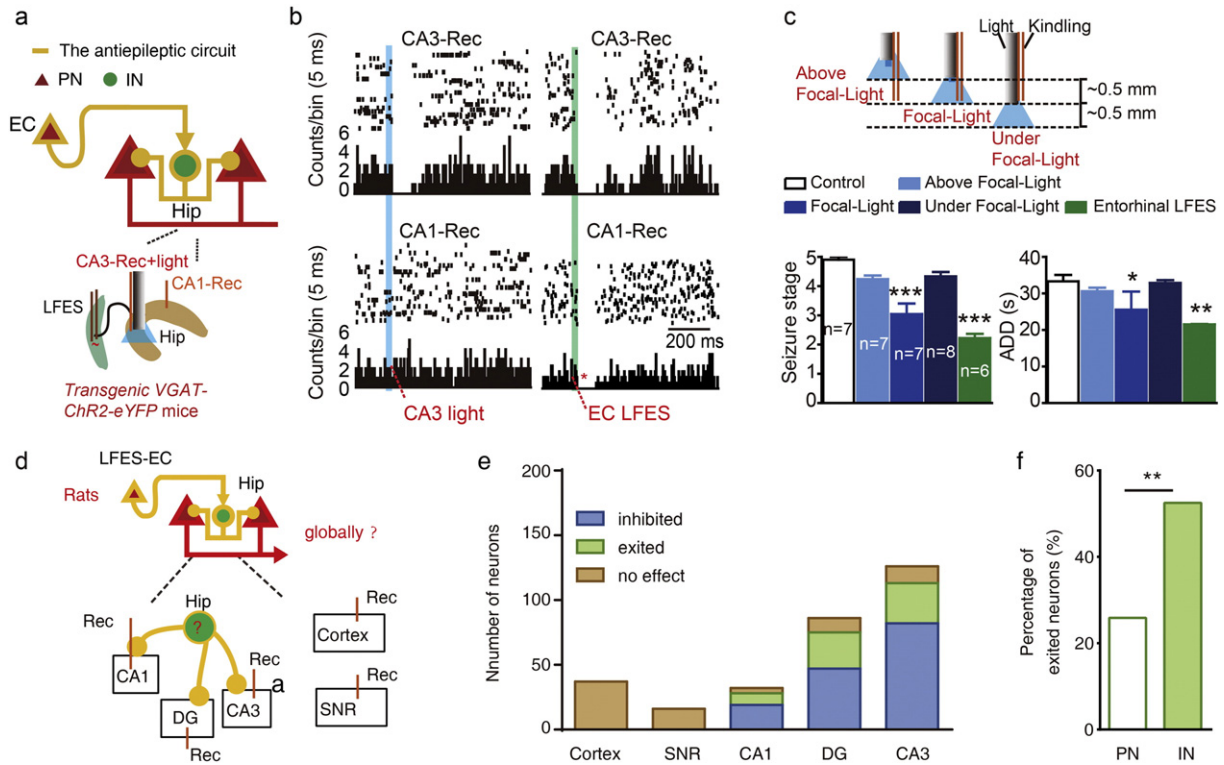 a
The antiepileptic circuit
PN
IN
EC
Hip
CA3-Rec+light
CA1-Rec
LFES
Hip
Transgenic VGAT-
ChR2-eYFP mice
b
CA3-Rec
CA3-Rec
Counts/bin (5 ms)
6
4
2
0
CA1-Rec
CA1-Rec
Counts/bin (5 ms)
6
4
2
0
200 ms
*
CA3 light
EC LFES
c
Light
Kindling
Above
Focal-Light
Focal-Light
Under
Focal-Light
~0.5 mm
~0.5 mm
Control
Above Focal-Light
Focal-Light
Under Focal-Light
Entorhinal LFES
Seizure stage
5
4
3
2
1
0
n=7
n=7
***
n=7
n=8
***
n=6
ADD (s)
40
30
20
10
0
*
**
d
LFES-EC
Rats
Hip
globally ?
Hip
?
Rec
CA1
DG
Rec
Rec
a
CA3
Rec
Cortex
Rec
SNR
e
Nnumber of neurons
200
150
100
50
0
inhibited
exited
no effect
Cortex
SNR
CA1
DG
CA3
f
Percentage of
exited neurons (%)
60
40
20
0
**
PN
IN